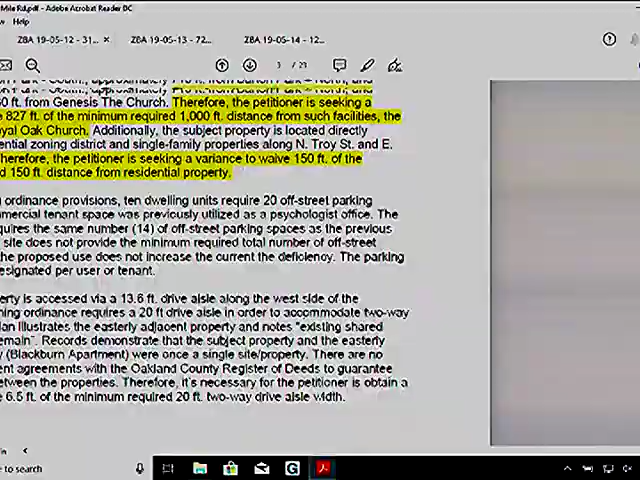 Mile Rd.pdf - Adobe Acrobat Reader DC
w Help
ZBA 19-05-12 - 31... × ZBA 19-05-13 - 72... ZBA 19-05-14 - 12...
/ 21
0 ft. from Genesis The Church. Therefore, the petitioner is seeking a
827 ft. of the minimum required 1,000 ft. distance from such facilities, the
yal Oak Church. Additionally, the subject property is located directly
ential zoning district and single-family properties along N. Troy St. and E.
herefore, the petitioner is seeking a variance to waive 150 ft. of the
d 150 ft. distance from residential property.
ordinance provisions, ten dwelling units require 20 off-street parking
mmercial tenant space was previously utilized as a psychologist office. The
quires the same number (14) of off-street parking spaces as the previous
site does not provide the minimum required total number of off-street
the proposed use does not increase the current the deficiency. The parking
esignated per user or tenant.
erty is accessed via a 13.6 ft. drive aisle along the west side of the
ning ordinance requires a 20 ft drive aisle in order to accommodate two-way
lan illustrates the easterly adjacent property and notes "existing shared
emain". Records demonstrate that the subject property and the easterly
y (Blackburn Apartment) were once a single site/property. There are no
ent agreements with the Oakland County Register of Deeds to guarantee
etween the properties. Therefore, it's necessary for the petitioner is obtain a
e 6.5 ft. of the minimum required 20 ft. two-way drive aisle width.
in
e to search